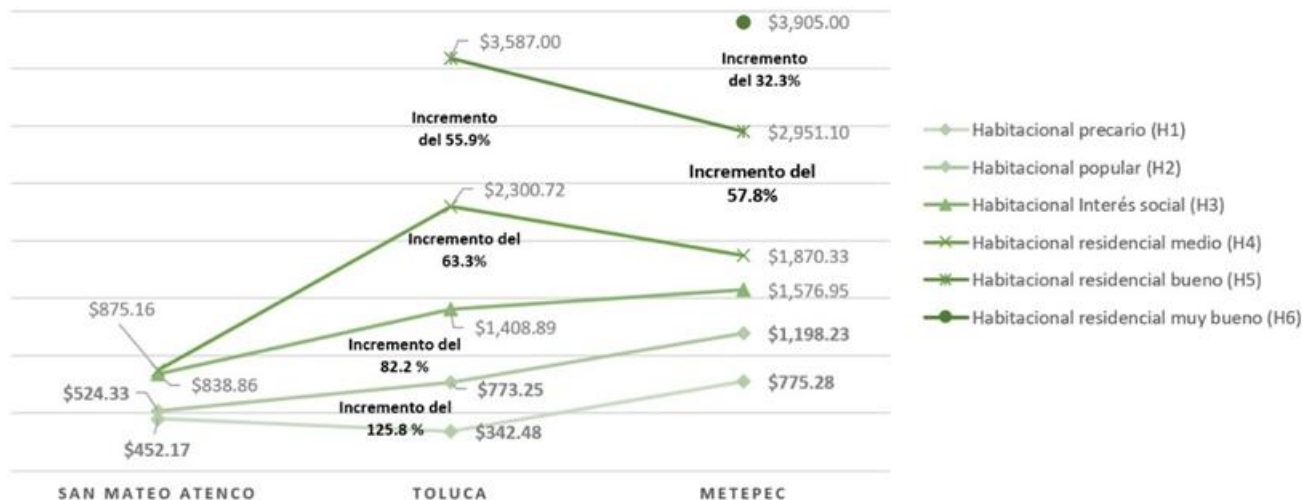 $3,905.00
$3,587.00
Incremento
del 32.3%
Incremento
del 55.9%
$2,951.10
Incremento del
57.8%
$2,300.72
Incremento del
63.3%
$1,870.33
$1,576.95
$875.16
$1,408.89
$1,198.23
Incremento del
82.2 %
$838.86
$524.33
$773.25
$775.28
Incremento del
125.8 %
$342.48
$452.17
SAN MATEO ATENCO
TOLUCA
METEPEC
Habitacional precario (H1)
Habitacional popular (H2)
Habitacional Interés social (H3)
Habitacional residencial medio (H4)
Habitacional residencial bueno (H5)
Habitacional residencial muy bueno (H6)